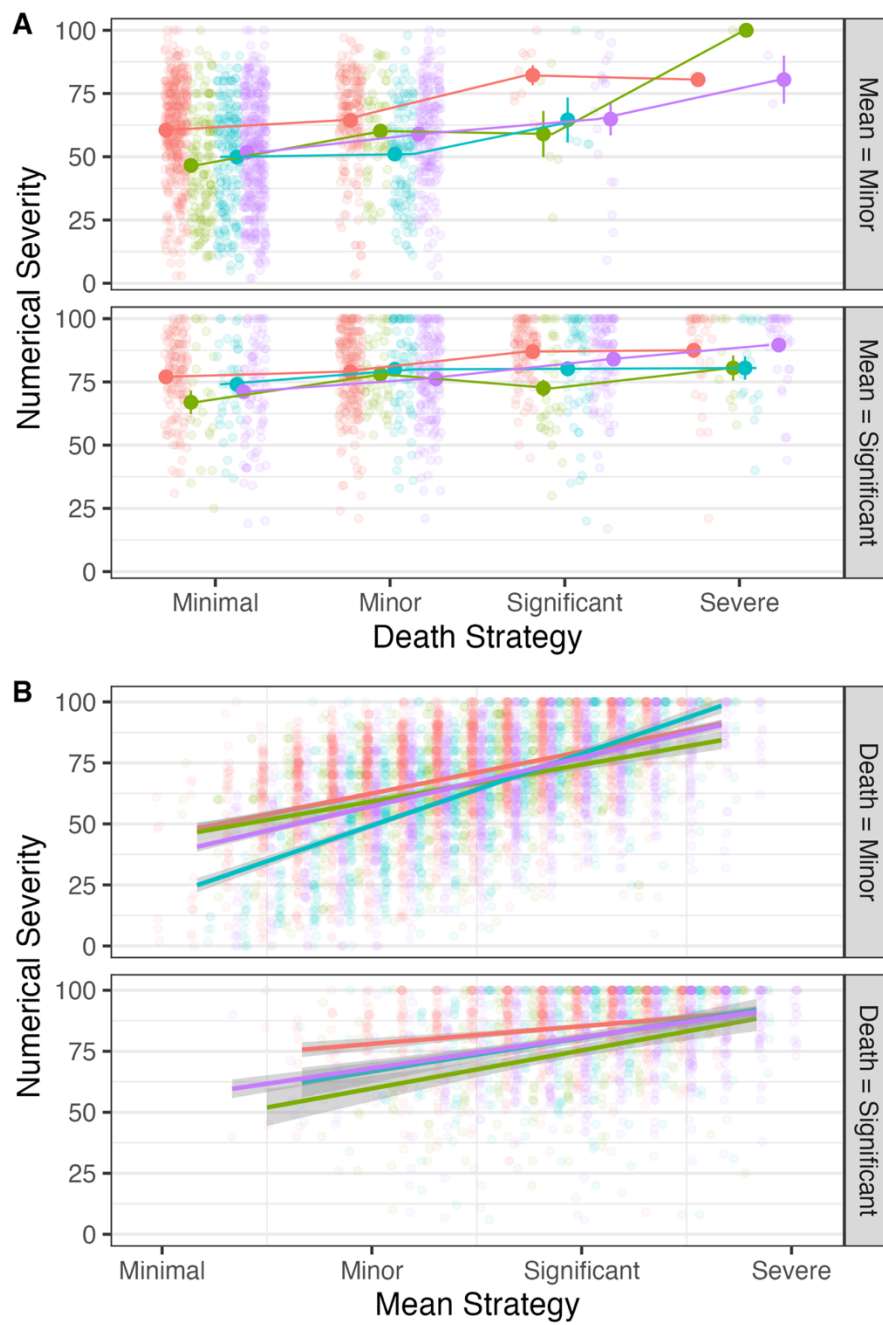 A
100
75
50
25
0
Numerical Severity
Mean = Minor
100
75
50
25
0
Mean = Significant
Minimal Minor Significant Severe
Death Strategy
B
100
75
50
25
0
Numerical Severity
Death = Minor
100
75
50
25
0
Death = Significant
Minimal Minor Significant Severe
Mean Strategy